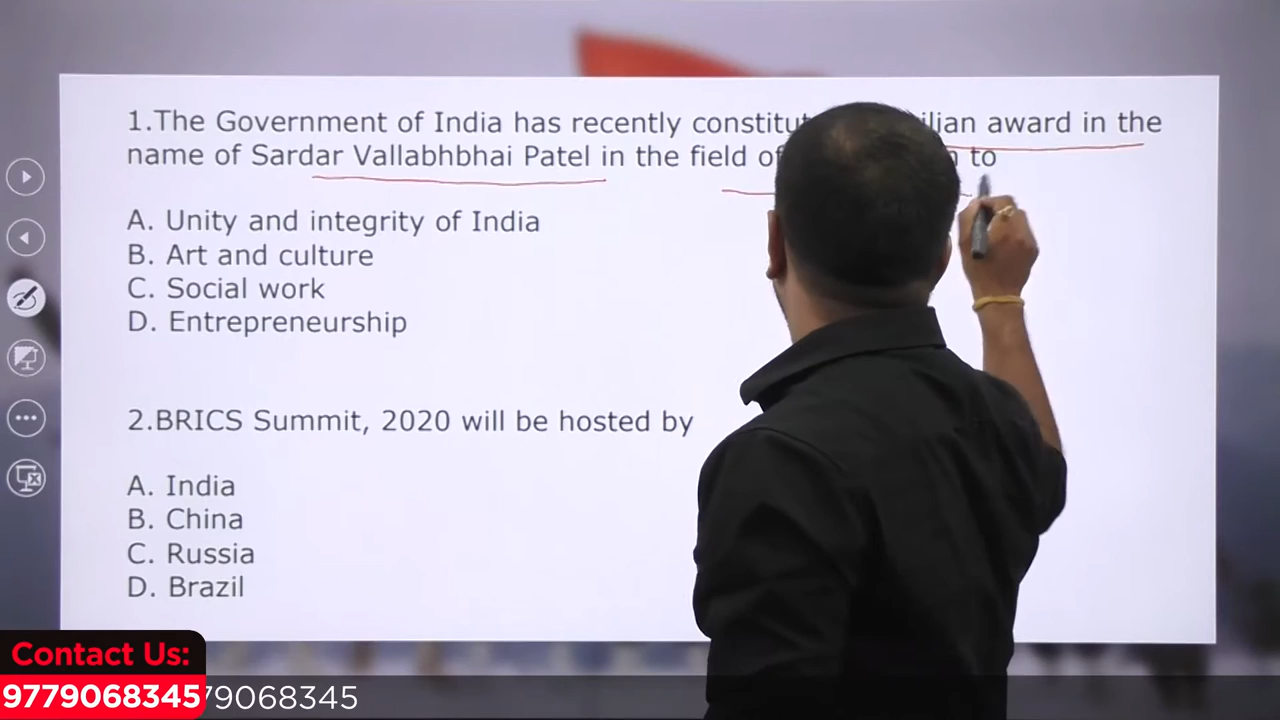 1.The Government of India has recently constitut ilian award in the
name of Sardar Vallabhbhai Patel in the field of to
A. Unity and integrity of India
B. Art and culture
C. Social work
D. Entrepreneurship
2.BRICS Summit, 2020 will be hosted by
A. India
B. China
C. Russia
D. Brazil
Contact Us:
9779068345
79068345